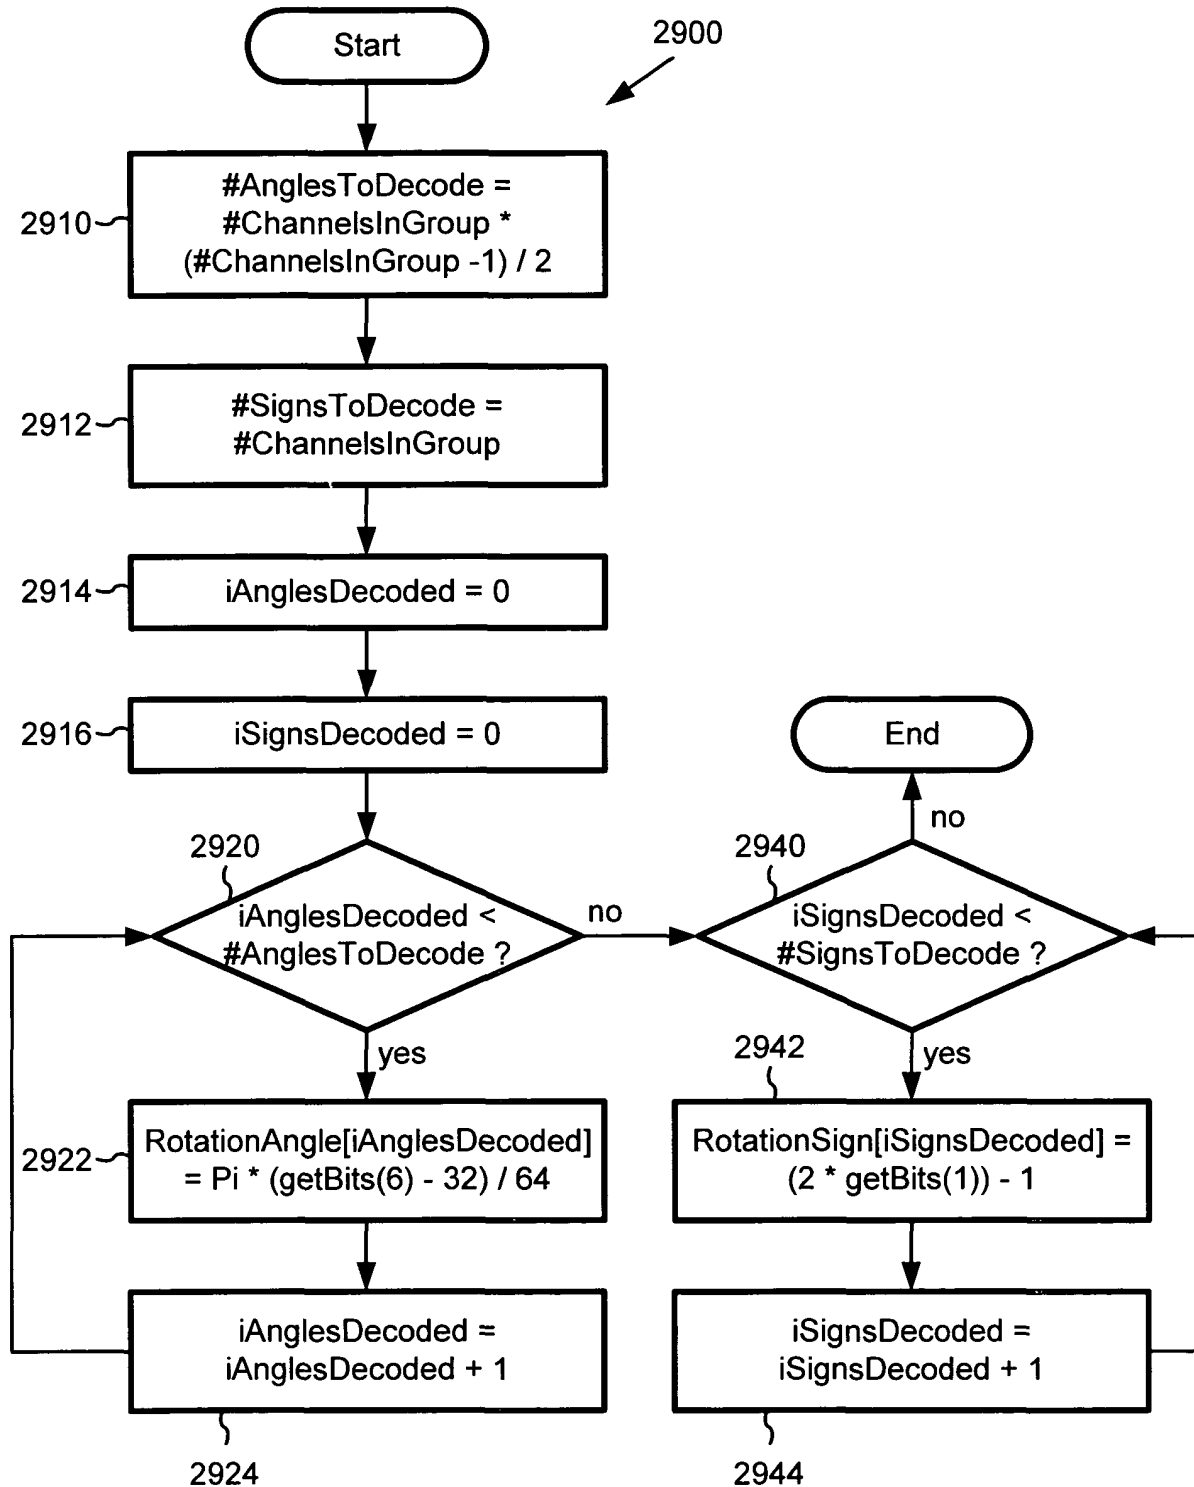 Start
2900
2910
#AnglesToDecode =
#ChannelsInGroup *
(#ChannelsInGroup -1) / 2
2912
#SignsToDecode =
#ChannelsInGroup
2914
iAnglesDecoded = 0
2916
iSignsDecoded = 0
End
no
2920
iAnglesDecoded <
#AnglesToDecode ?
no
2940
iSignsDecoded <
#SignsToDecode ?
yes
2922
RotationAngle[iAnglesDecoded]
= Pi * (getBits(6) - 32) / 64
yes
2942
RotationSign[iSignsDecoded] =
(2 * getBits(1)) - 1
iAnglesDecoded =
iAnglesDecoded + 1
2924
iSignsDecoded =
iSignsDecoded + 1
2944